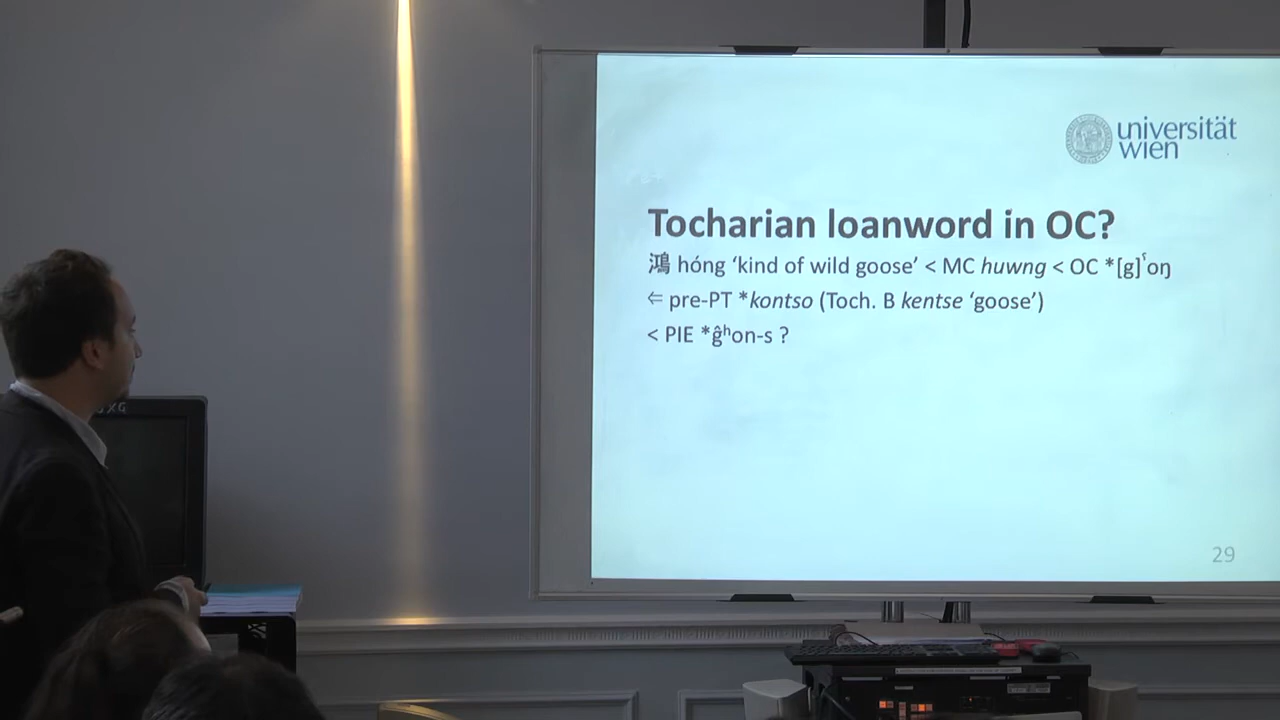 universität
wien
Tocharian loanword in OC?
鴻 hóng ‘kind of wild goose’ < MC huwng < OC *[g]ˤoŋ
⇐ pre-PT *kontso (Toch. B kentse ‘goose’)
< PIE *ĝʰon-s ?
29